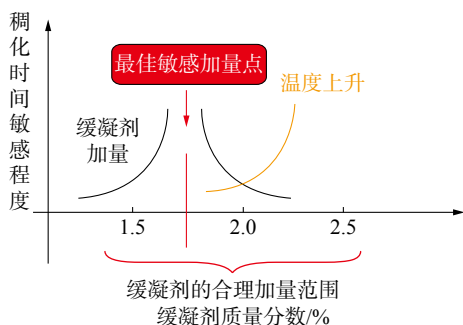 稠化时间敏感程度
最佳敏感加量点
温度上升
缓凝剂
加量
1.5
2.0
2.5
缓凝剂的合理加量范围
缓凝剂质量分数/%